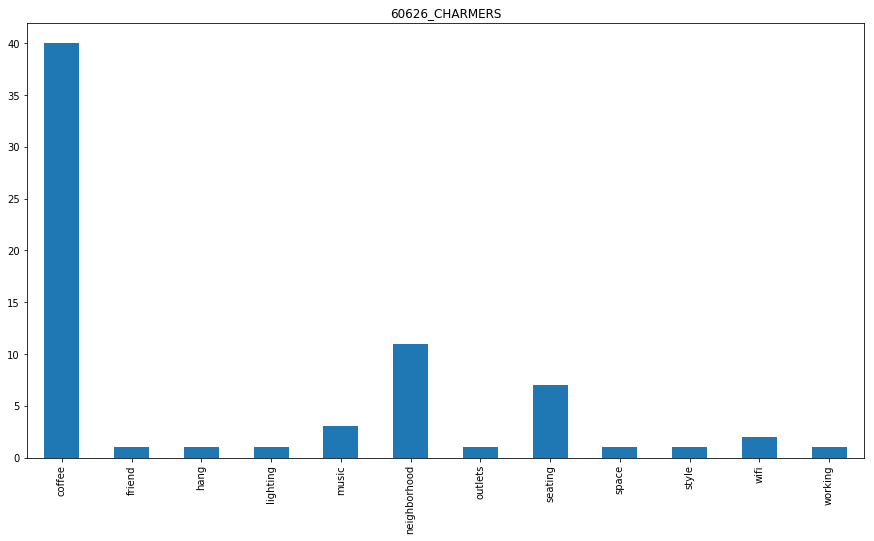 60626_CHARMERS
40
35
30
25
20
15
10
5
0
coffee
friend
hang
lighting
music
neighborhood
outlets
seating
space
style
wifi
working